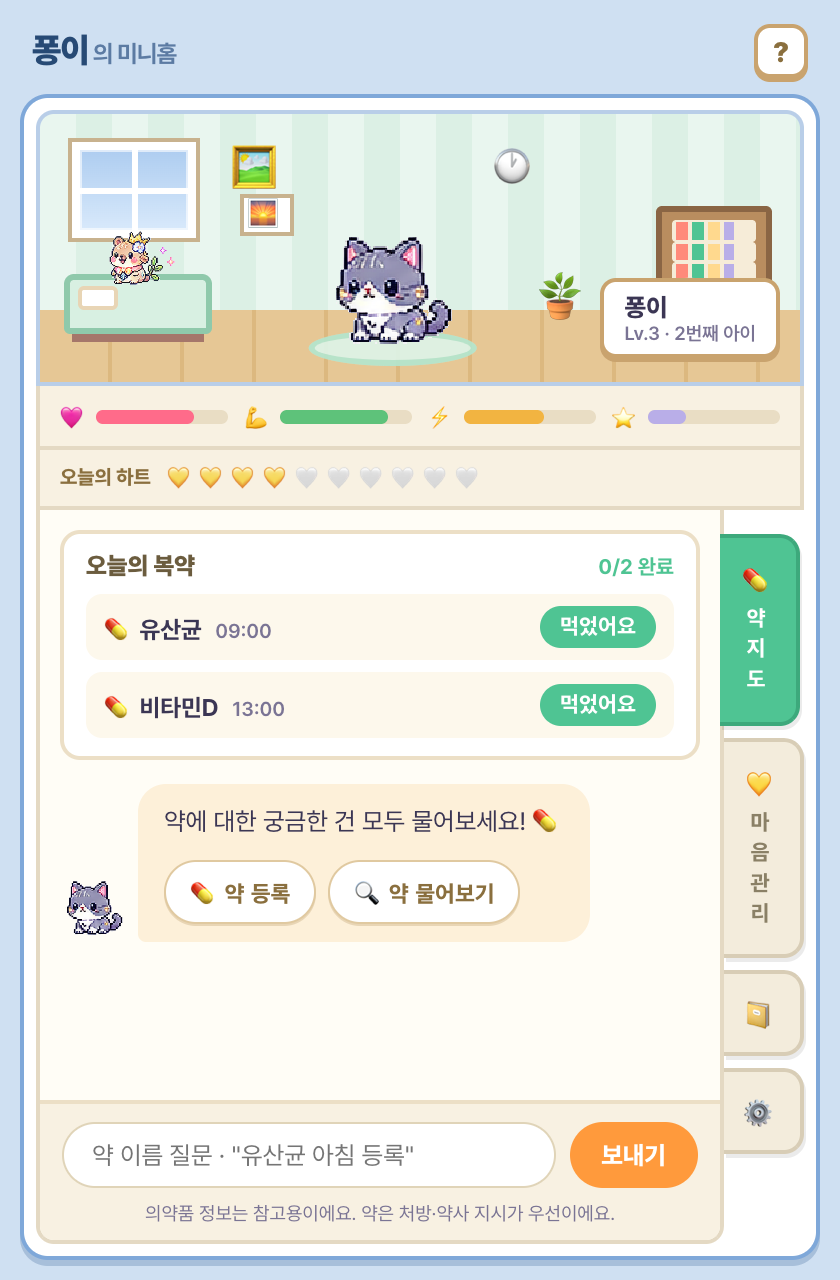 퐁이 의 미니홈
?
퐁이
Lv.3 · 2번째 아이
오늘의 하트
오늘의 복약
0/2 완료
유산균 09:00
먹었어요
비타민D 13:00
먹었어요
약에 대한 궁금한 건 모두 물어보세요!
약 등록
약 물어보기
약지도
마음관리
약 이름 질문 · "유산균 아침 등록"
보내기
의약품 정보는 참고용이에요. 약은 처방·약사 지시가 우선이에요.